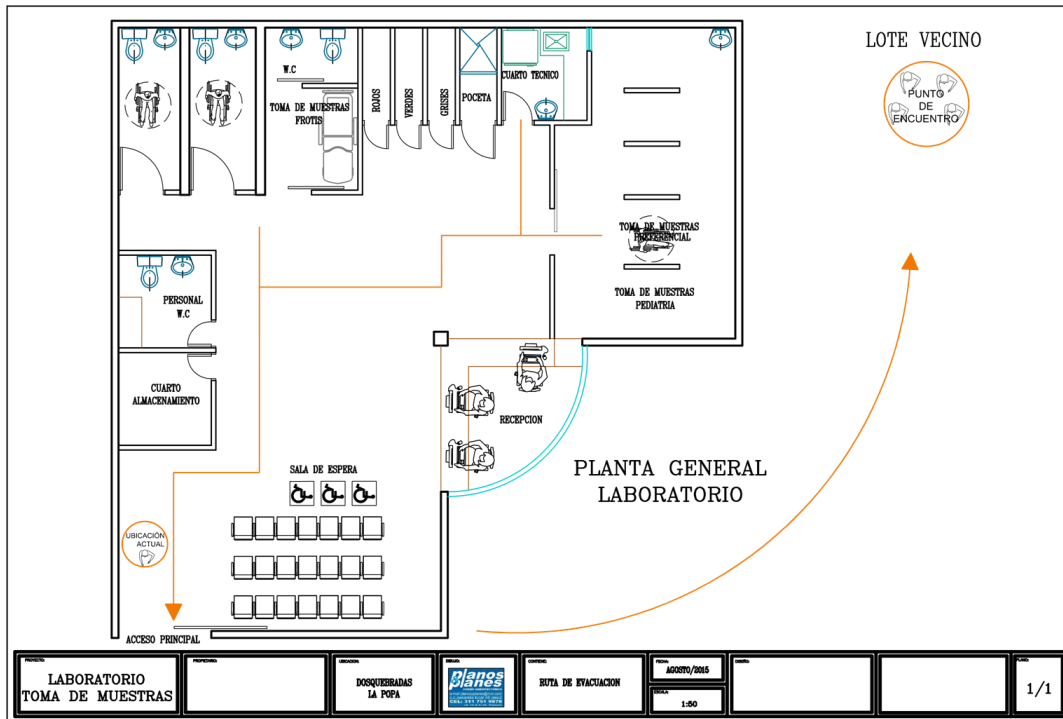 LOTE VECINO
PUNTO
DE
ENCUENTRO
W.C
TOMA DE MUESTRAS
FROTIS
ROJOS
VERDES
GRISES
POCETA
CUARTO TECNICO
TOMA DE MUESTRAS
PREFERENCIAL
TOMA DE MUESTRAS
PEDIATRIA
PERSONAL
W.C
CUARTO
ALMACENAMIENTO
RECEPCION
SALA DE ESPERA
PLANTA GENERAL
LABORATORIO
UBICACIÓN
ACTUAL
ACCESO PRINCIPAL
PROYECTO:
LABORATORIO
TOMA DE MUESTRAS
PROPIETARIO:
UBICACION:
DOSQUEBRADAS
LA POPA
DIBUJO:
planos
planes
CONTIENE:
RUTA DE EVACUACION
FECHA:
AGOSTO/2015
ESCALA:
1:50
DISEÑO:
PLANO:
1/1